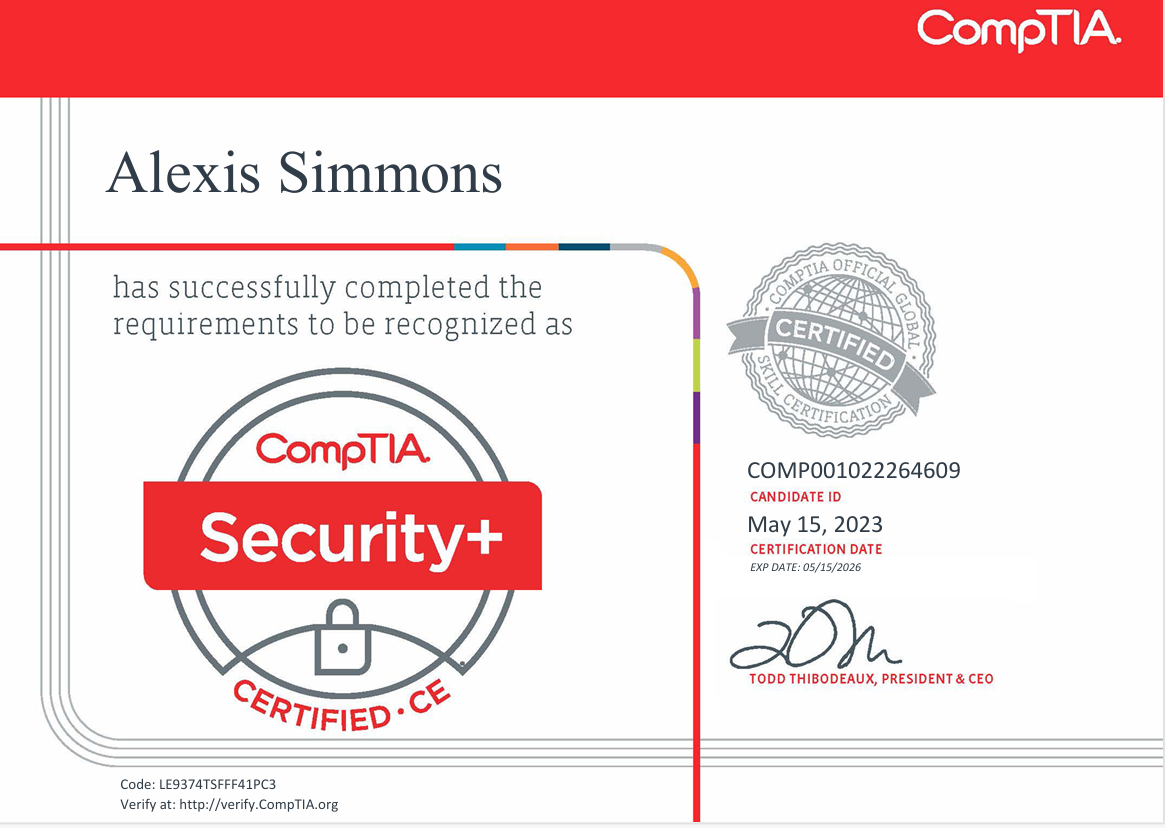 CompTIA.
Alexis Simmons
has successfully completed the
requirements to be recognized as
CompTIA.
Security+
CERTIFIED · CE
COMPTIA OFFICIAL GLOBAL
CERTIFIED
SKILL CERTIFICATION
COMP001022264609
CANDIDATE ID
May 15, 2023
CERTIFICATION DATE
EXP DATE: 05/15/2026
TODD THIBODEAUX, PRESIDENT & CEO
Code: LE9374TSFFF41PC3
Verify at: http://verify.CompTIA.org